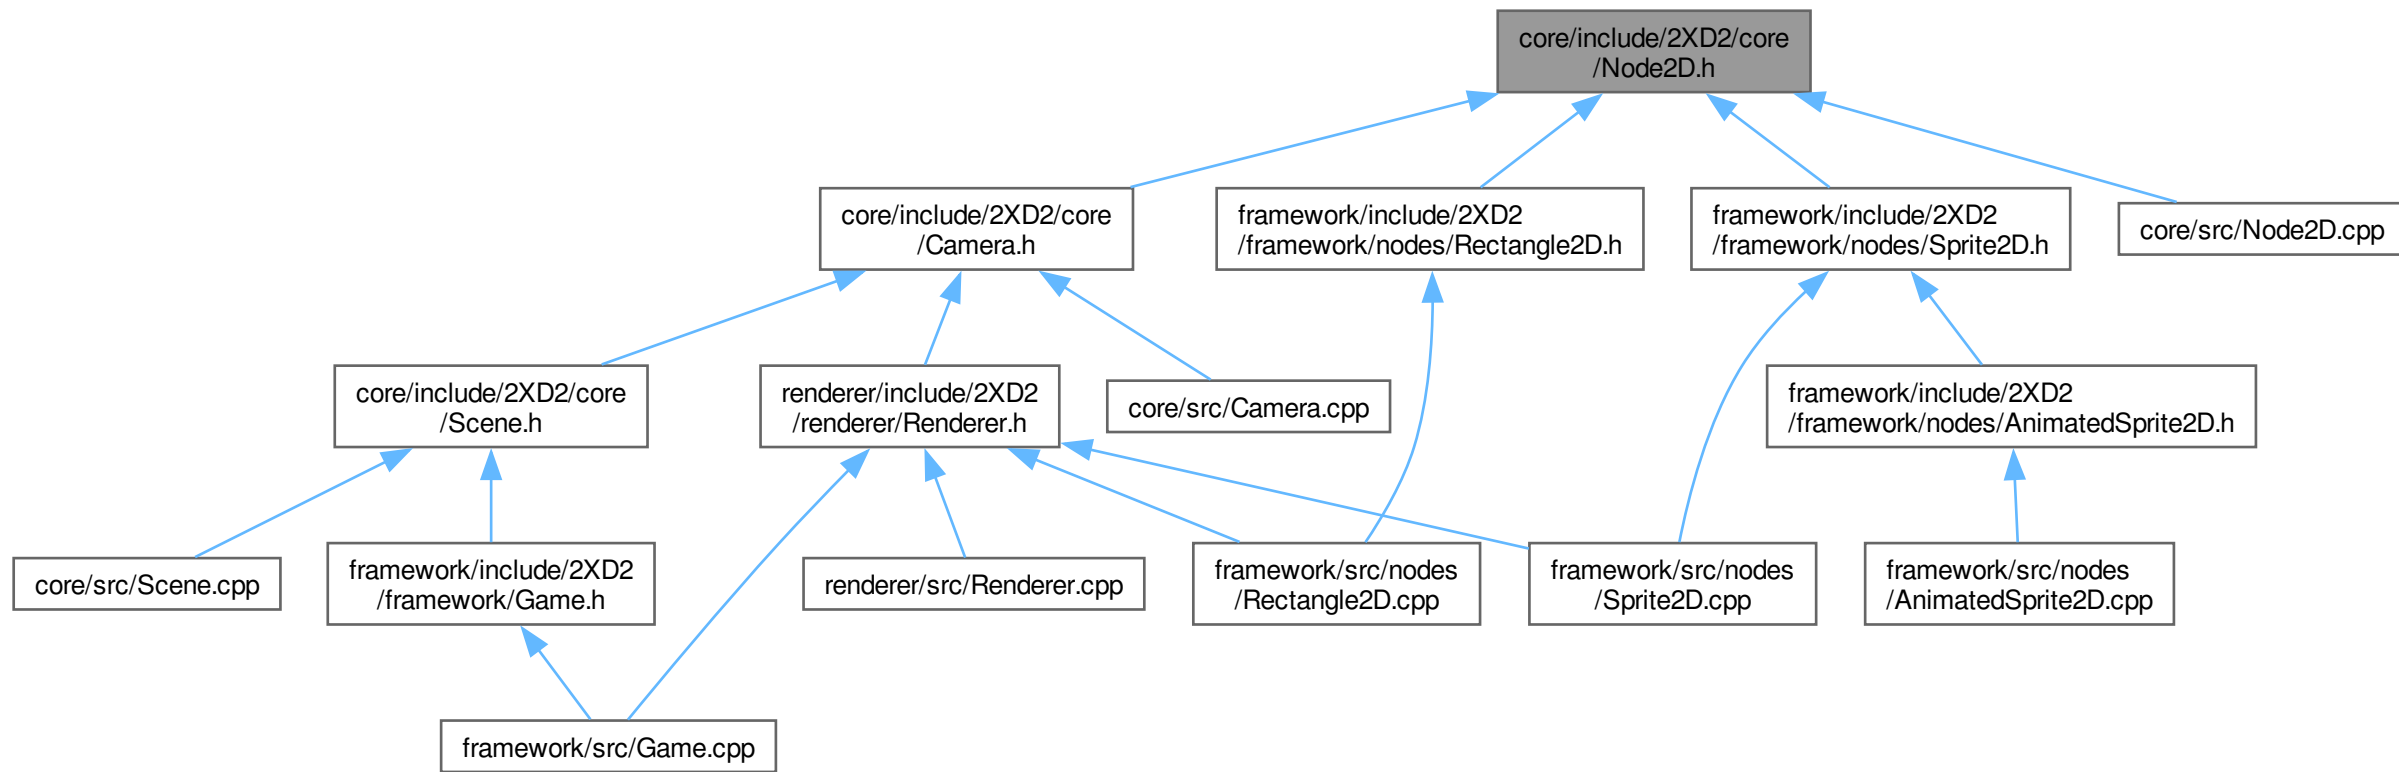 core/include/2XD2/core
/Node2D.h
core/include/2XD2/core
/Camera.h
framework/include/2XD2
/framework/nodes/Rectangle2D.h
framework/include/2XD2
/framework/nodes/Sprite2D.h
core/src/Node2D.cpp
core/include/2XD2/core
/Scene.h
renderer/include/2XD2
/renderer/Renderer.h
core/src/Camera.cpp
framework/include/2XD2
/framework/nodes/AnimatedSprite2D.h
core/src/Scene.cpp
framework/include/2XD2
/framework/Game.h
renderer/src/Renderer.cpp
framework/src/nodes
/Rectangle2D.cpp
framework/src/nodes
/Sprite2D.cpp
framework/src/nodes
/AnimatedSprite2D.cpp
framework/src/Game.cpp